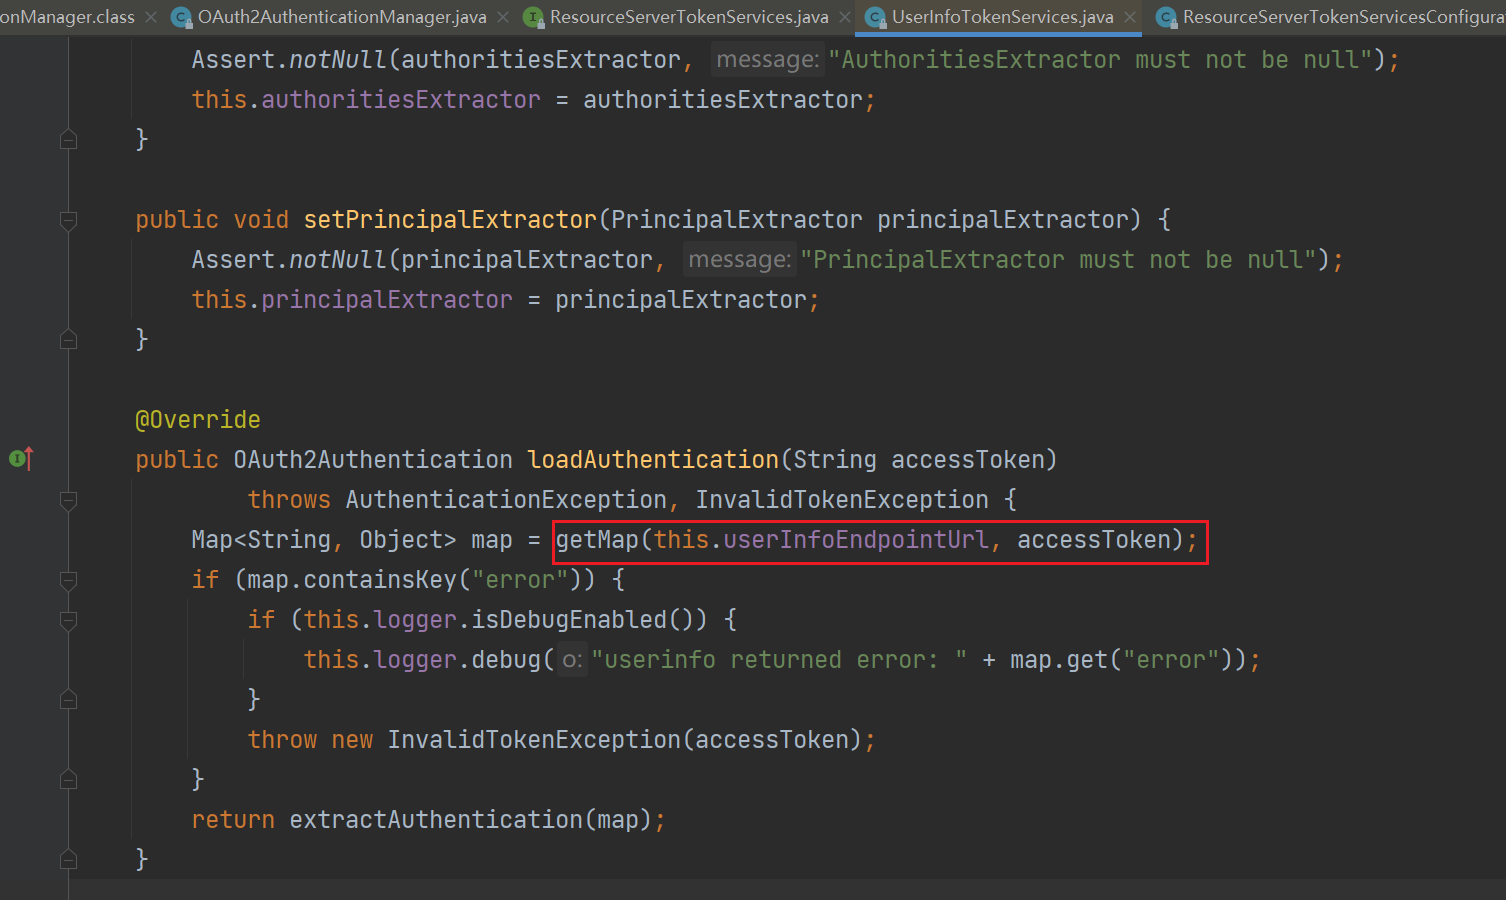 onManager.class × OAuth2AuthenticationManager.java × ResourceServerTokenServices.java × UserInfoTokenServices.java × ResourceServerTokenServicesConfigura
Assert.notNull(authoritiesExtractor, message: "AuthoritiesExtractor must not be null");
this.authoritiesExtractor = authoritiesExtractor;
}
public void setPrincipalExtractor(PrincipalExtractor principalExtractor) {
Assert.notNull(principalExtractor, message: "PrincipalExtractor must not be null");
this.principalExtractor = principalExtractor;
}
@Override
public OAuth2Authentication loadAuthentication(String accessToken)
throws AuthenticationException, InvalidTokenException {
Map<String, Object> map = getMap(this.userInfoEndpointUrl, accessToken);
if (map.containsKey("error")) {
if (this.logger.isDebugEnabled()) {
this.logger.debug( o: "userinfo returned error: " + map.get("error"));
}
throw new InvalidTokenException(accessToken);
}
return extractAuthentication(map);
}